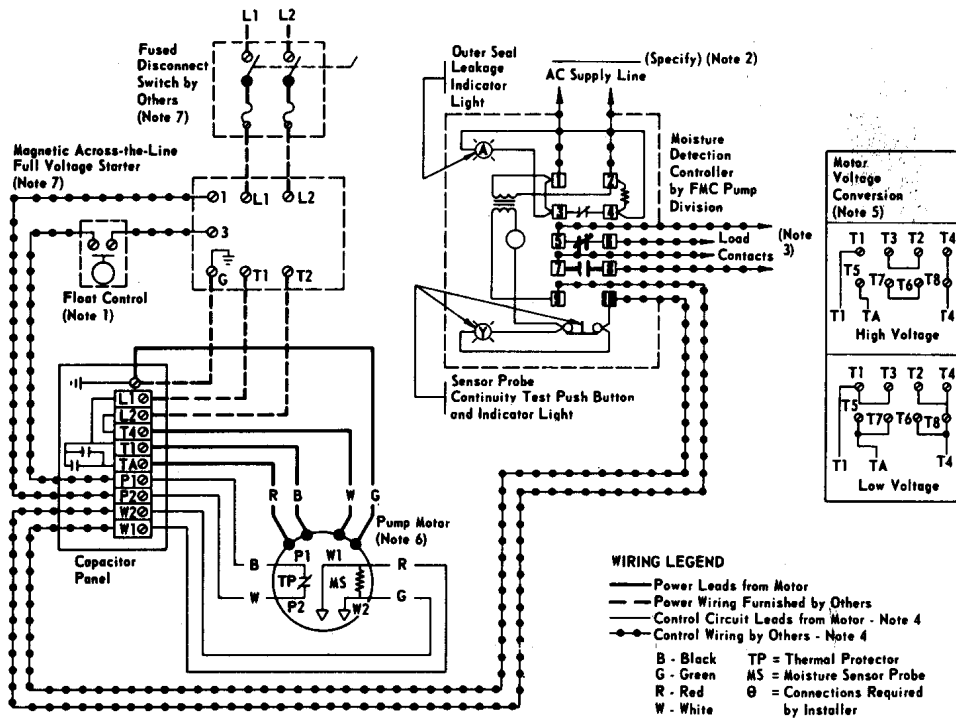 L1 L2
Fused
Disconnect
Switch by
Others
(Note 7)
Magnetic Across-the-Line
Full Voltage Starter
(Note 7)
1 L1 L2
3
G T1 T2
Float Control
(Note 1)
Outer Seal
Leakage
Indicator
Light
(Specify) (Note 2)
AC Supply Line
Moisture
Detection
Controller
by FMC Pump
Division
A
1 2
3 4
5 6
7 8
9 10
Y
Load
Contacts
(Note
3)
Sensor Probe
Continuity Test Push Button
and Indicator Light
Motor
Voltage
Conversion
(Note 5)
T1 T3 T2 T4
T5 T7 T6 T8
T1 TA T4
High Voltage
T1 T3 T2 T4
T5 T7 T6 T8
T1 TA T4
Low Voltage
L1
L2
T4
T1
TA
P1
P2
W2
W1
Capacitor
Panel
R B W G
Pump Motor
(Note 6)
P1 W1
B R
TP MS
W G
P2 W2
WIRING LEGEND
Power Leads from Motor
Power Wiring Furnished by Others
Control Circuit Leads from Motor - Note 4
Control Wiring by Others - Note 4
B - Black TP = Thermal Protector
G - Green MS = Moisture Sensor Probe
R - Red θ = Connections Required
W - White by Installer